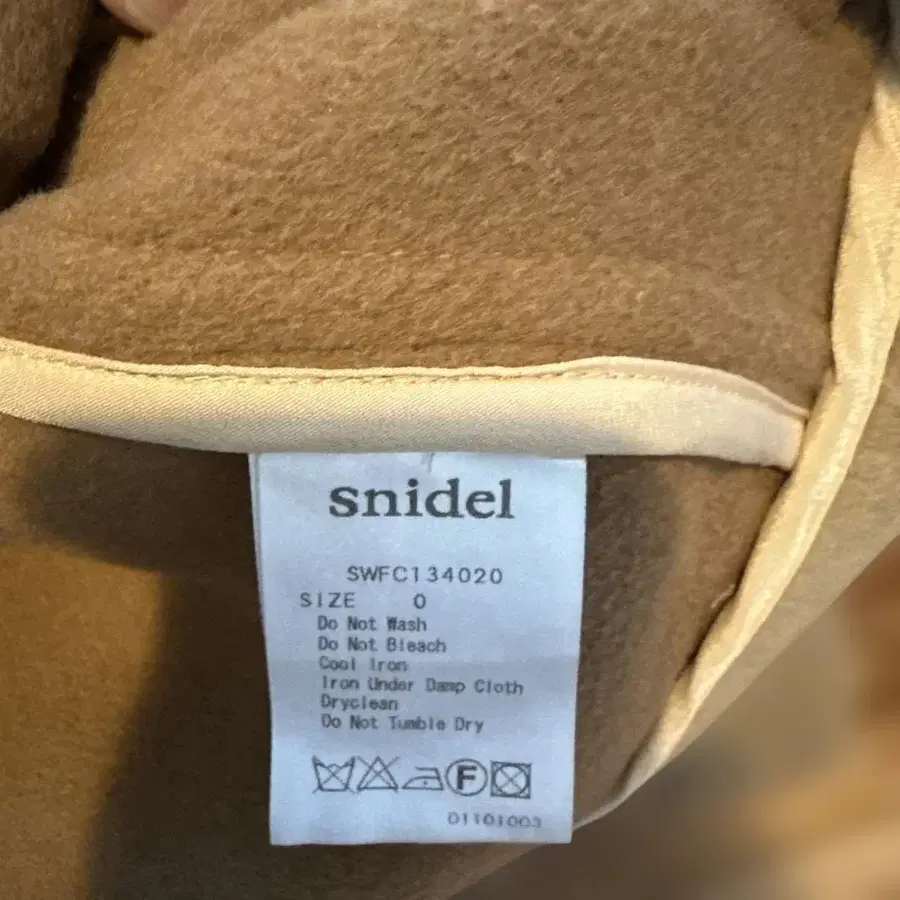 snidel
SWFC134020
SIZE 0
Do Not Wash
Do Not Bleach
Cool Iron
Iron Under Damp Cloth
Dryclean
Do Not Tumble Dry
F
01101003